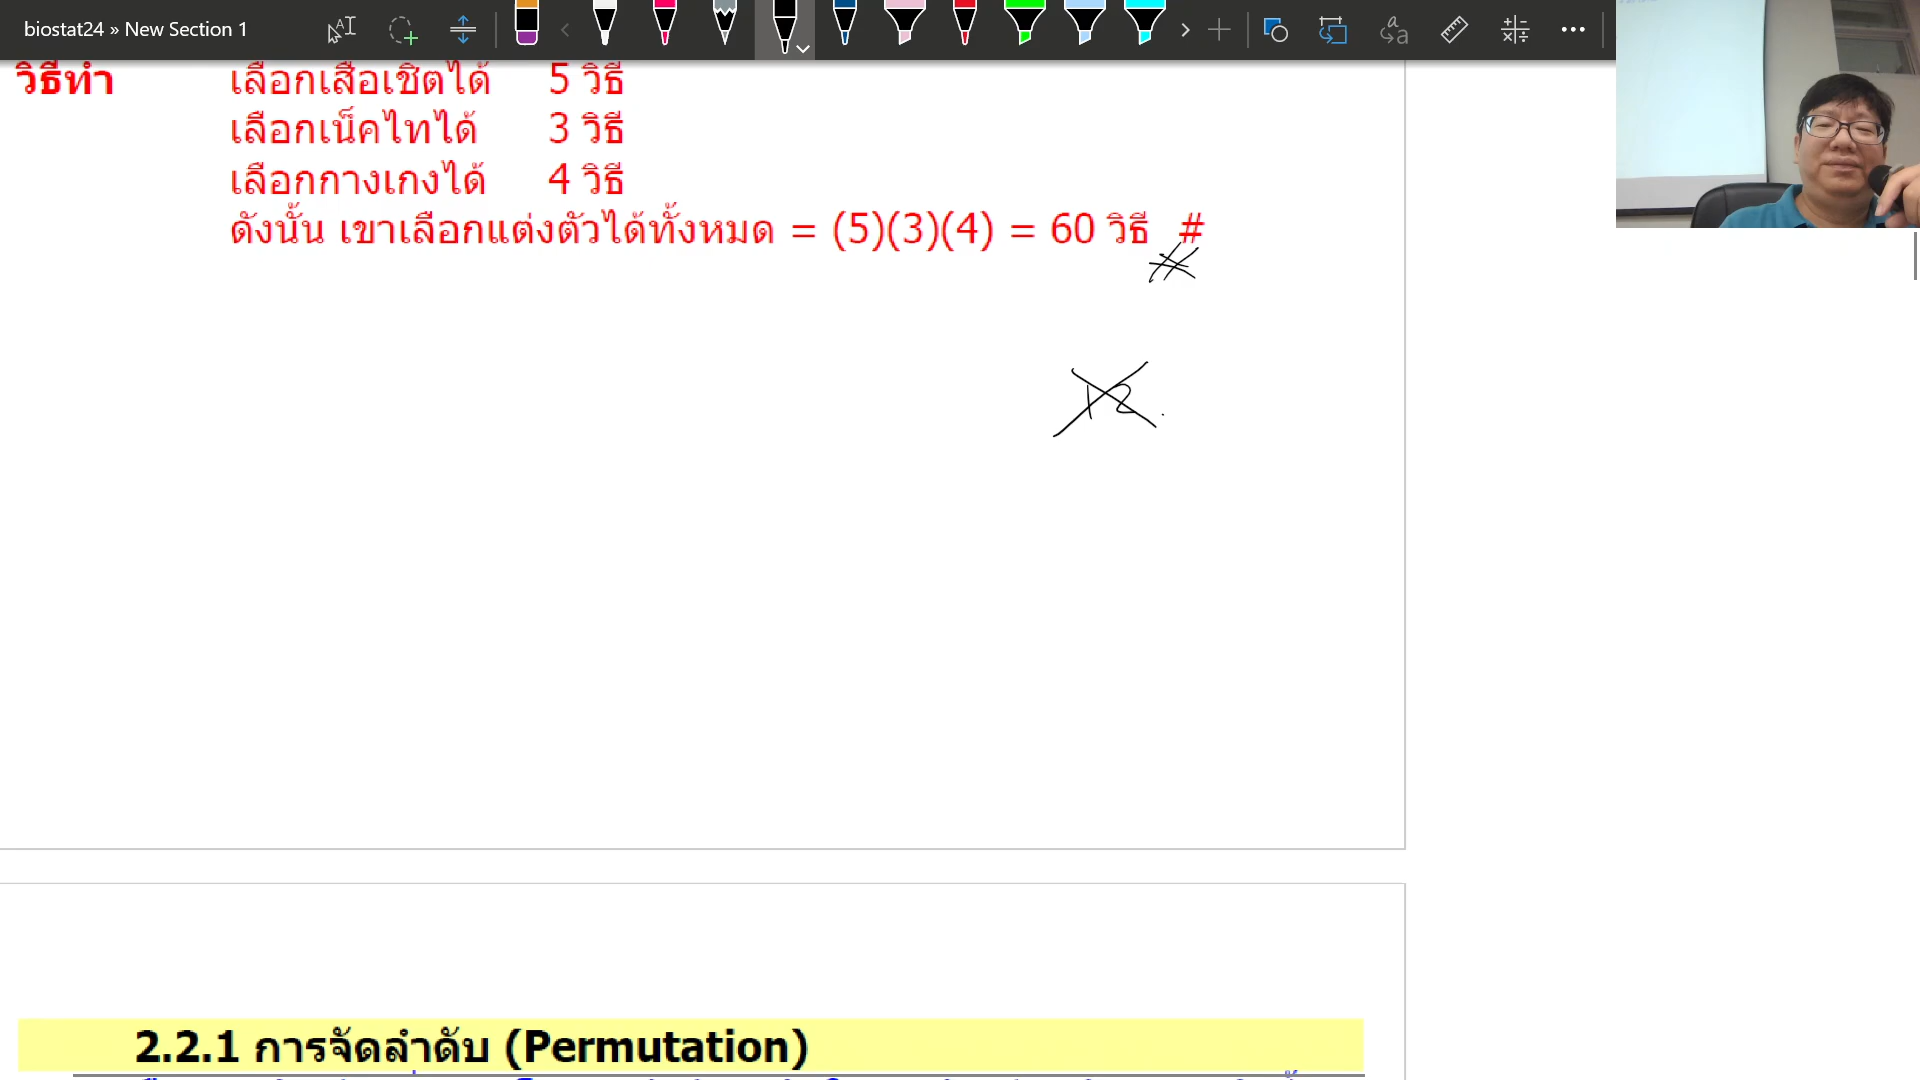 biostat24 » New Section 1
วิธีทำ เลือกเสื้อเชิ้ตได้ 5 วิธี
เลือกเน็คไทได้ 3 วิธี
เลือกกางเกงได้ 4 วิธี
ดังนั้น เขาเลือกแต่งตัวได้ทั้งหมด = (5)(3)(4) = 60 วิธี #
12
2.2.1 การจัดลำดับ (Permutation)